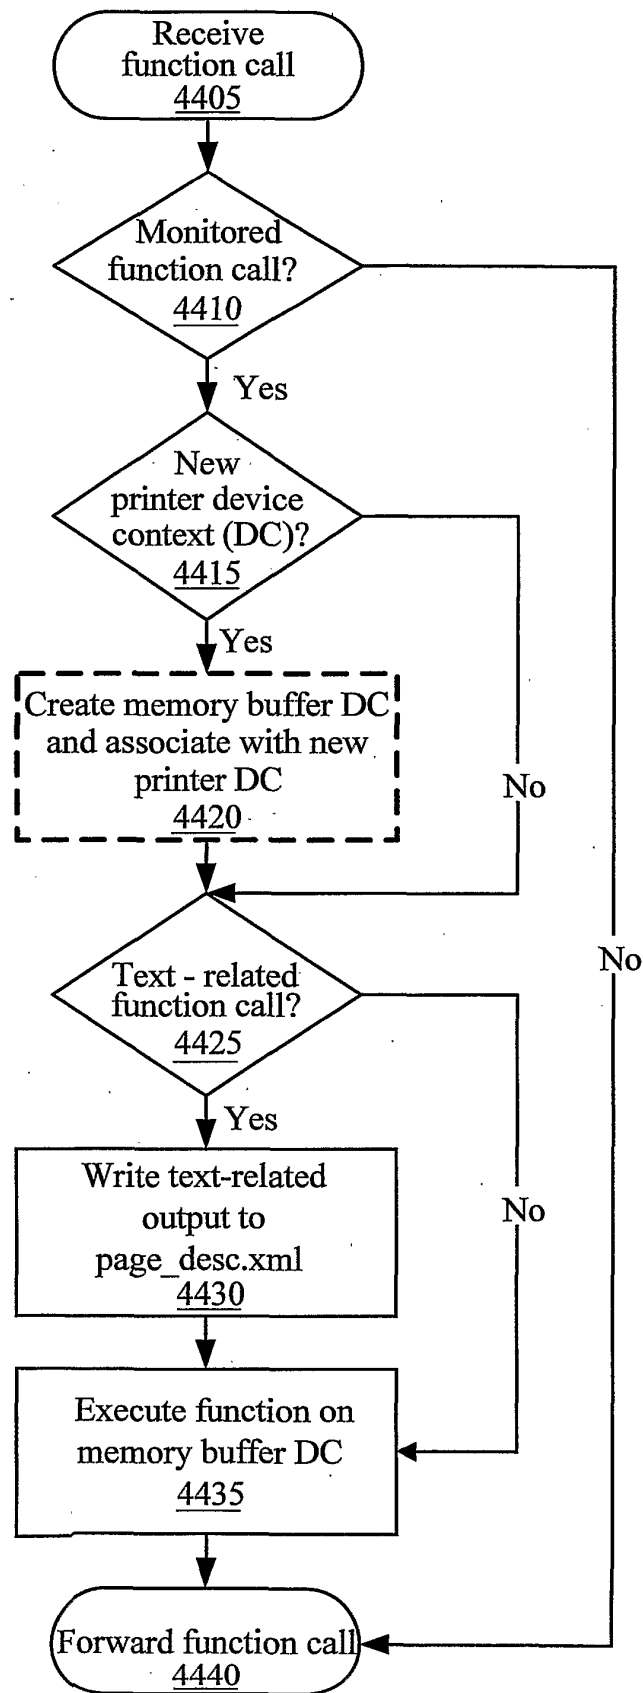 Receive
function call
4405
Monitored
function call?
4410
Yes
New
printer device
context (DC)?
4415
Yes
Create memory buffer DC
and associate with new
printer DC
4420
No
No
Text - related
function call?
4425
Yes
Write text-related
output to
page_desc.xml
4430
No
Execute function on
memory buffer DC
4435
Forward function call
4440